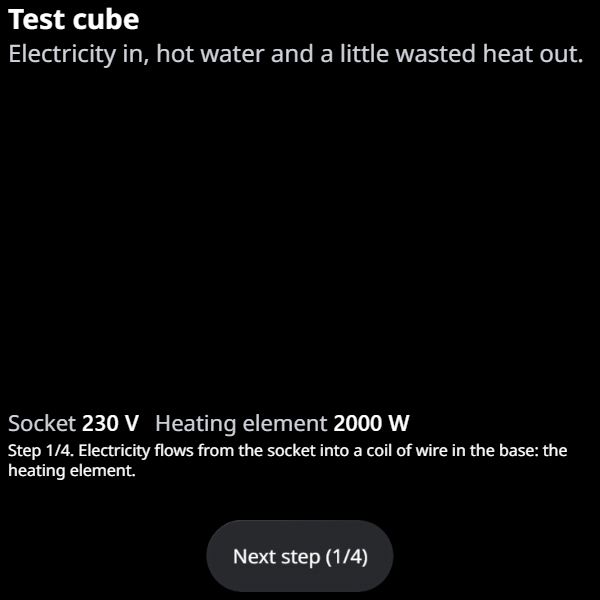 Test cube
Electricity in, hot water and a little wasted heat out.
Socket 230 V Heating element 2000 W
Step 1/4. Electricity flows from the socket into a coil of wire in the base: the
heating element.
Next step (1/4)